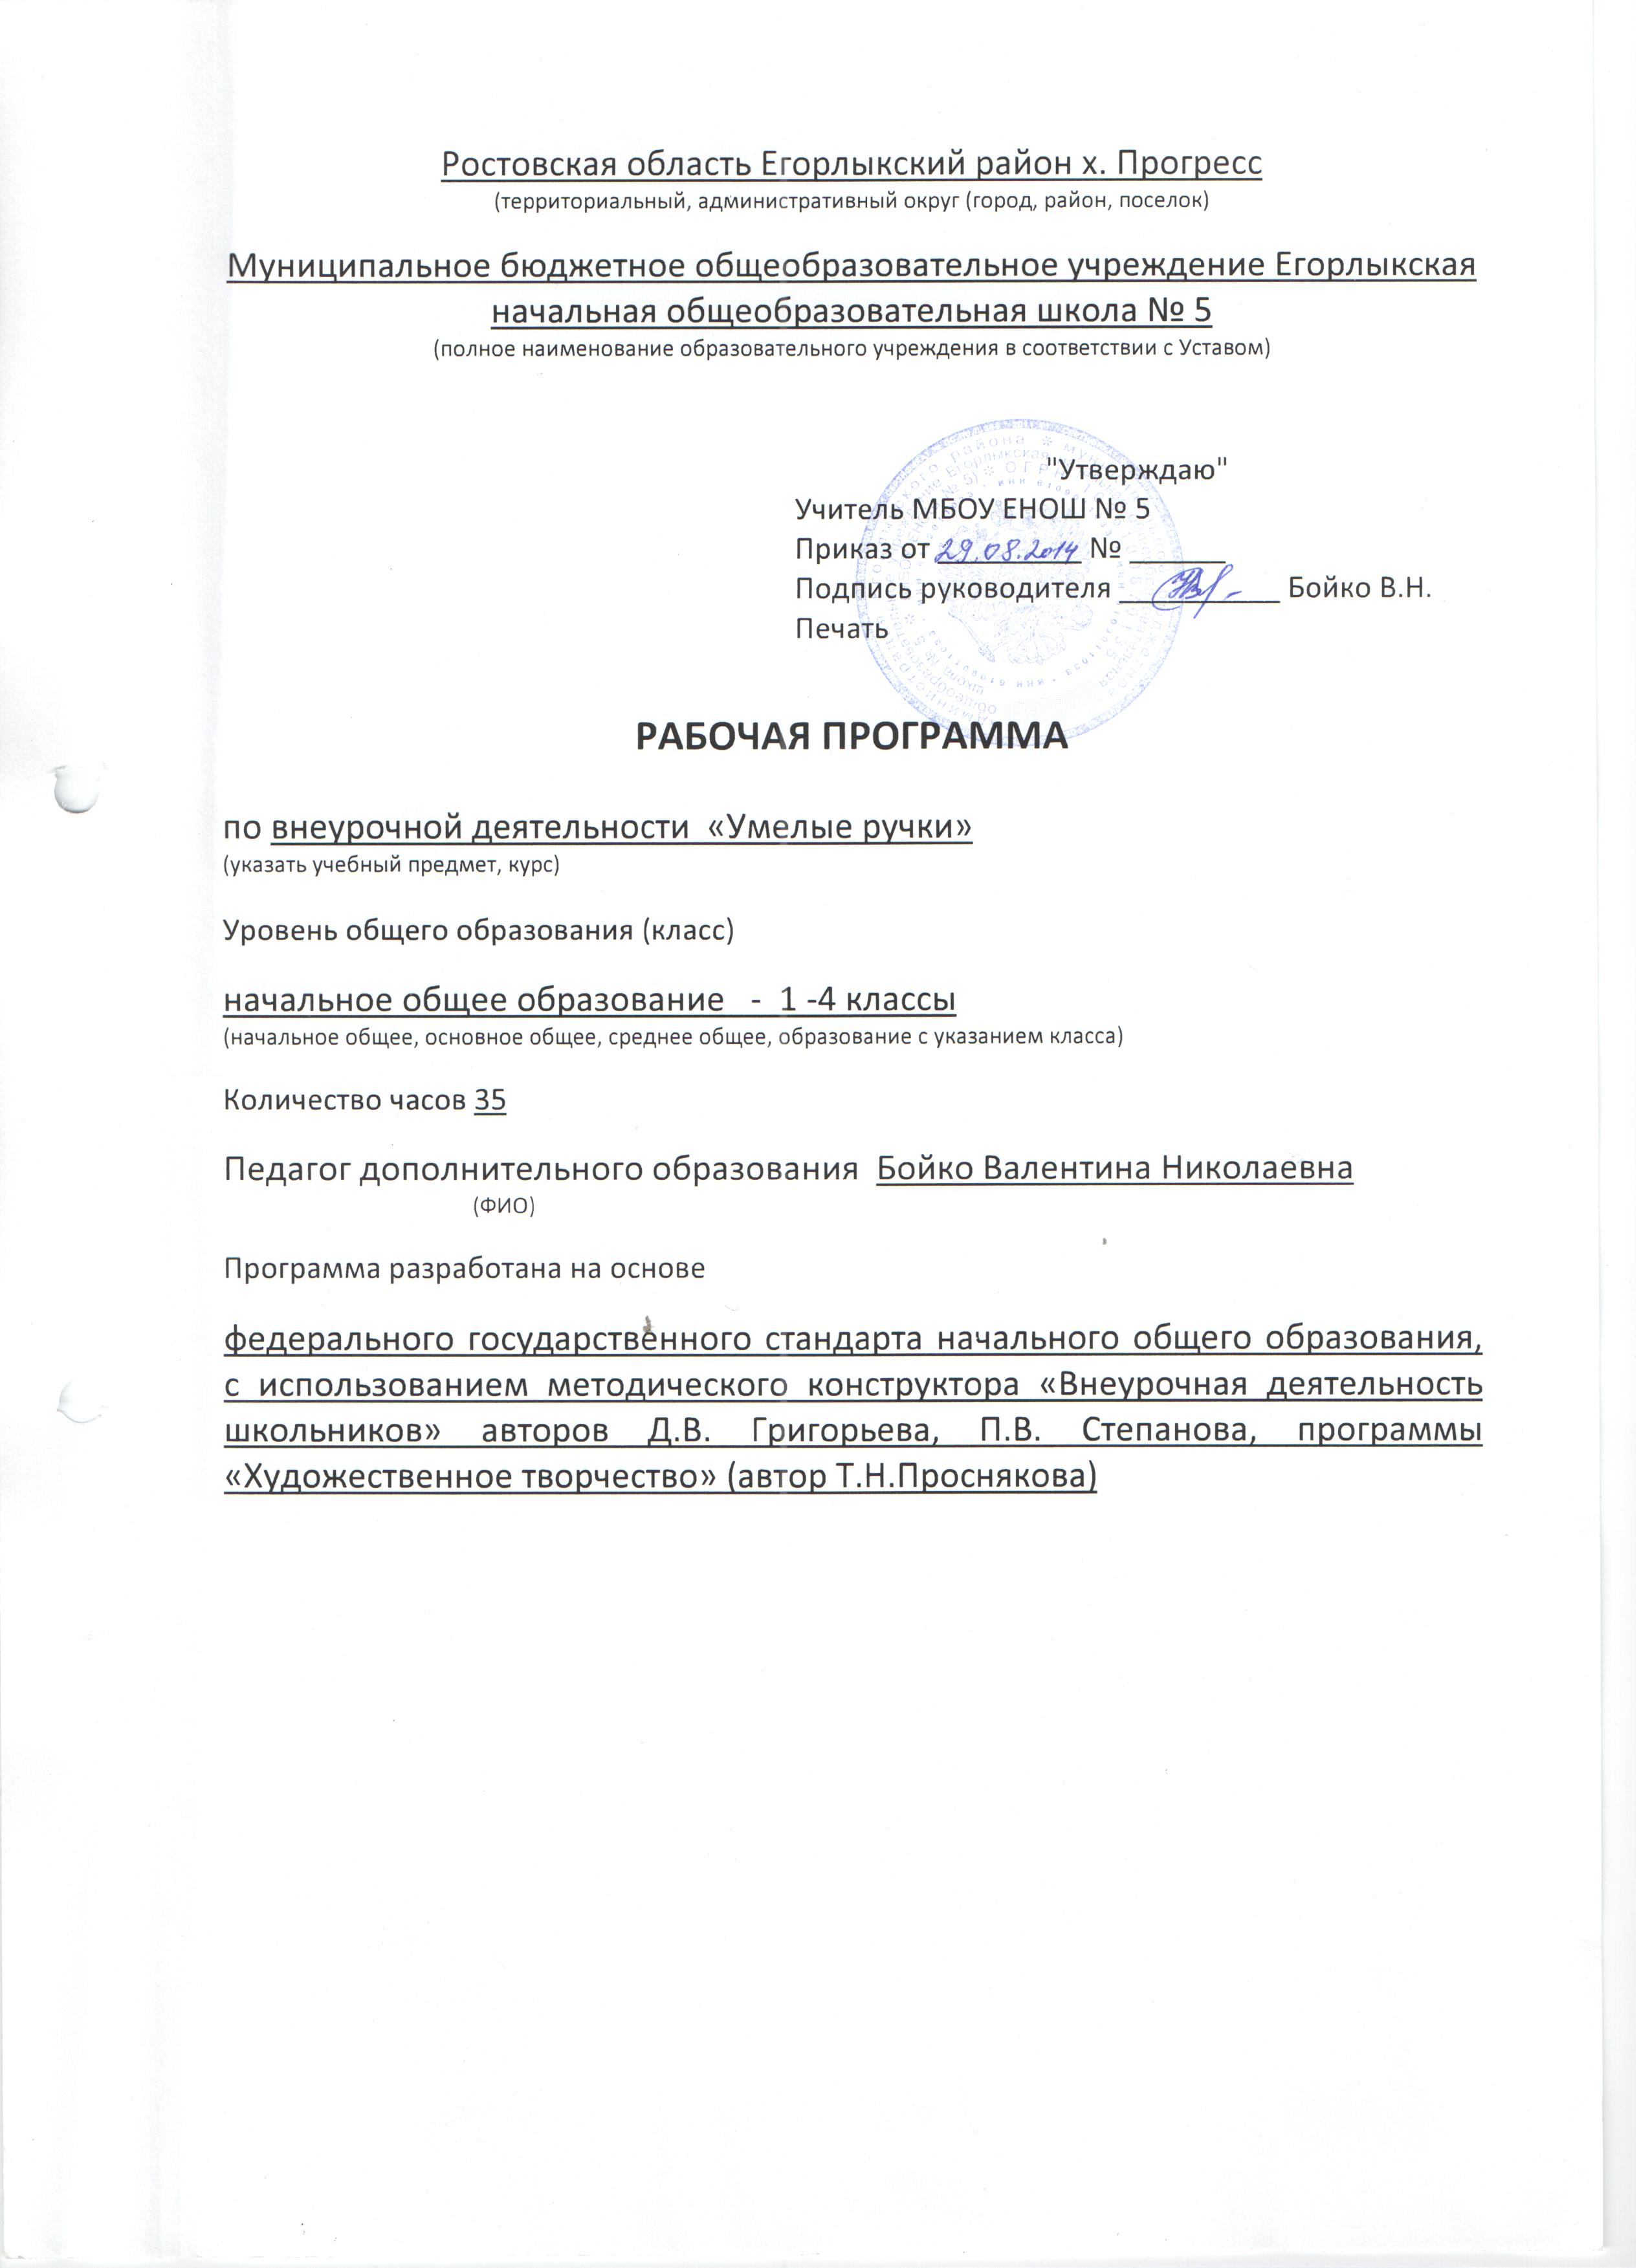 Ростовская область Егорлыкский район х. Прогресс
(территориальный, административный округ (город, район, поселок)
Муниципальное бюджетное общеобразовательное учреждение Егорлыкская
начальная общеобразовательная школа № 5
(полное наименование образовательного учреждения в соответствии с Уставом)
"Утверждаю"
Учитель МБОУ ЕНОШ № 5
Приказ от 29.08.2014 № ______
Подпись руководителя __________ Бойко В.Н.
Печать
РАБОЧАЯ ПРОГРАММА
по внеурочной деятельности «Умелые ручки»
(указать учебный предмет, курс)
Уровень общего образования (класс)
начальное общее образование - 1 -4 классы
(начальное общее, основное общее, среднее общее, образование с указанием класса)
Количество часов 35
Педагог дополнительного образования Бойко Валентина Николаевна
(ФИО)
Программа разработана на основе
федерального государственного стандарта начального общего образования,
с использованием методического конструктора «Внеурочная деятельность
школьников» авторов Д.В. Григорьева, П.В. Степанова, программы
«Художественное творчество» (автор Т.Н.Проснякова)